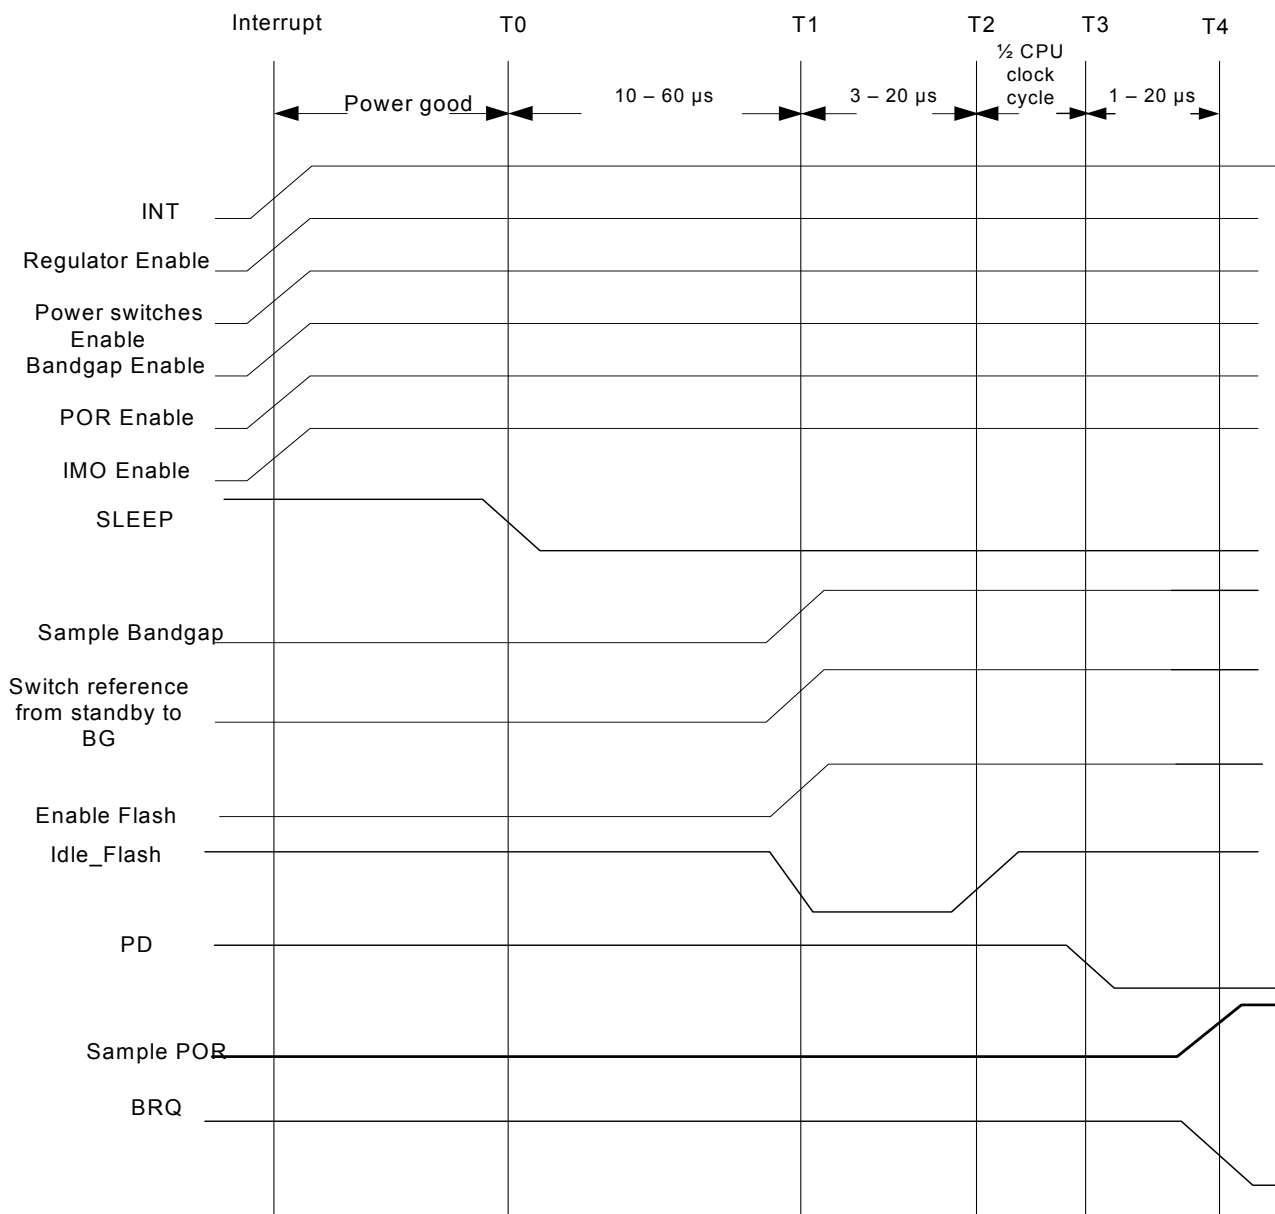 Interrupt T0 T1 T2 T3 T4
½ CPU
clock
cycle
Power good 10 – 60 µs 3 – 20 µs 1 – 20 µs
INT
Regulator Enable
Power switches
Enable
Bandgap Enable
POR Enable
IMO Enable
SLEEP
Sample Bandgap
Switch reference
from standby to
BG
Enable Flash
Idle_Flash
PD
Sample POR
BRQ